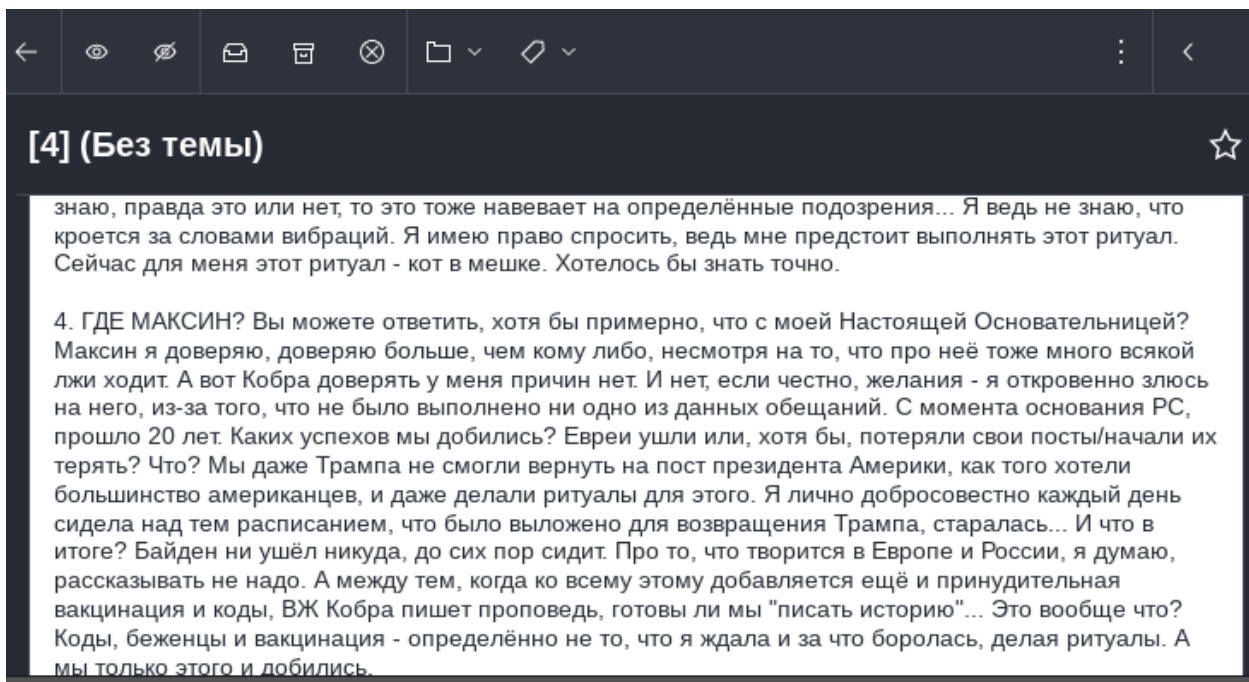 [4] (Без темы)
знаю, правда это или нет, то это тоже навевает на определённые подозрения... Я ведь не знаю, что
кроется за словами вибраций. Я имею право спросить, ведь мне предстоит выполнять этот ритуал.
Сейчас для меня этот ритуал - кот в мешке. Хотелось бы знать точно.
4. ГДЕ МАКСИН? Вы можете ответить, хотя бы примерно, что с моей Настоящей Основательницей?
Максин я доверяю, доверяю больше, чем кому либо, несмотря на то, что про неё тоже много всякой
лжи ходит. А вот Кобра доверять у меня причин нет. И нет, если честно, желания - я откровенно злюсь
на него, из-за того, что не было выполнено ни одно из данных обещаний. С момента основания РС,
прошло 20 лет. Каких успехов мы добились? Евреи ушли или, хотя бы, потеряли свои посты/начали их
терять? Что? Мы даже Трампа не смогли вернуть на пост президента Америки, как того хотели
большинство американцев, и даже делали ритуалы для этого. Я лично добросовестно каждый день
сидела над тем расписанием, что было выложено для возвращения Трампа, старалась... И что в
итоге? Байден ни ушёл никуда, до сих пор сидит. Про то, что творится в Европе и России, я думаю,
рассказывать не надо. А между тем, когда ко всему этому добавляется ещё и принудительная
вакцинация и коды, ВЖ Кобра пишет проповедь, готовы ли мы "писать историю"... Это вообще что?
Коды, беженцы и вакцинация - определённо не то, что я ждала и за что боролась, делая ритуалы. А
мы только этого и добились.